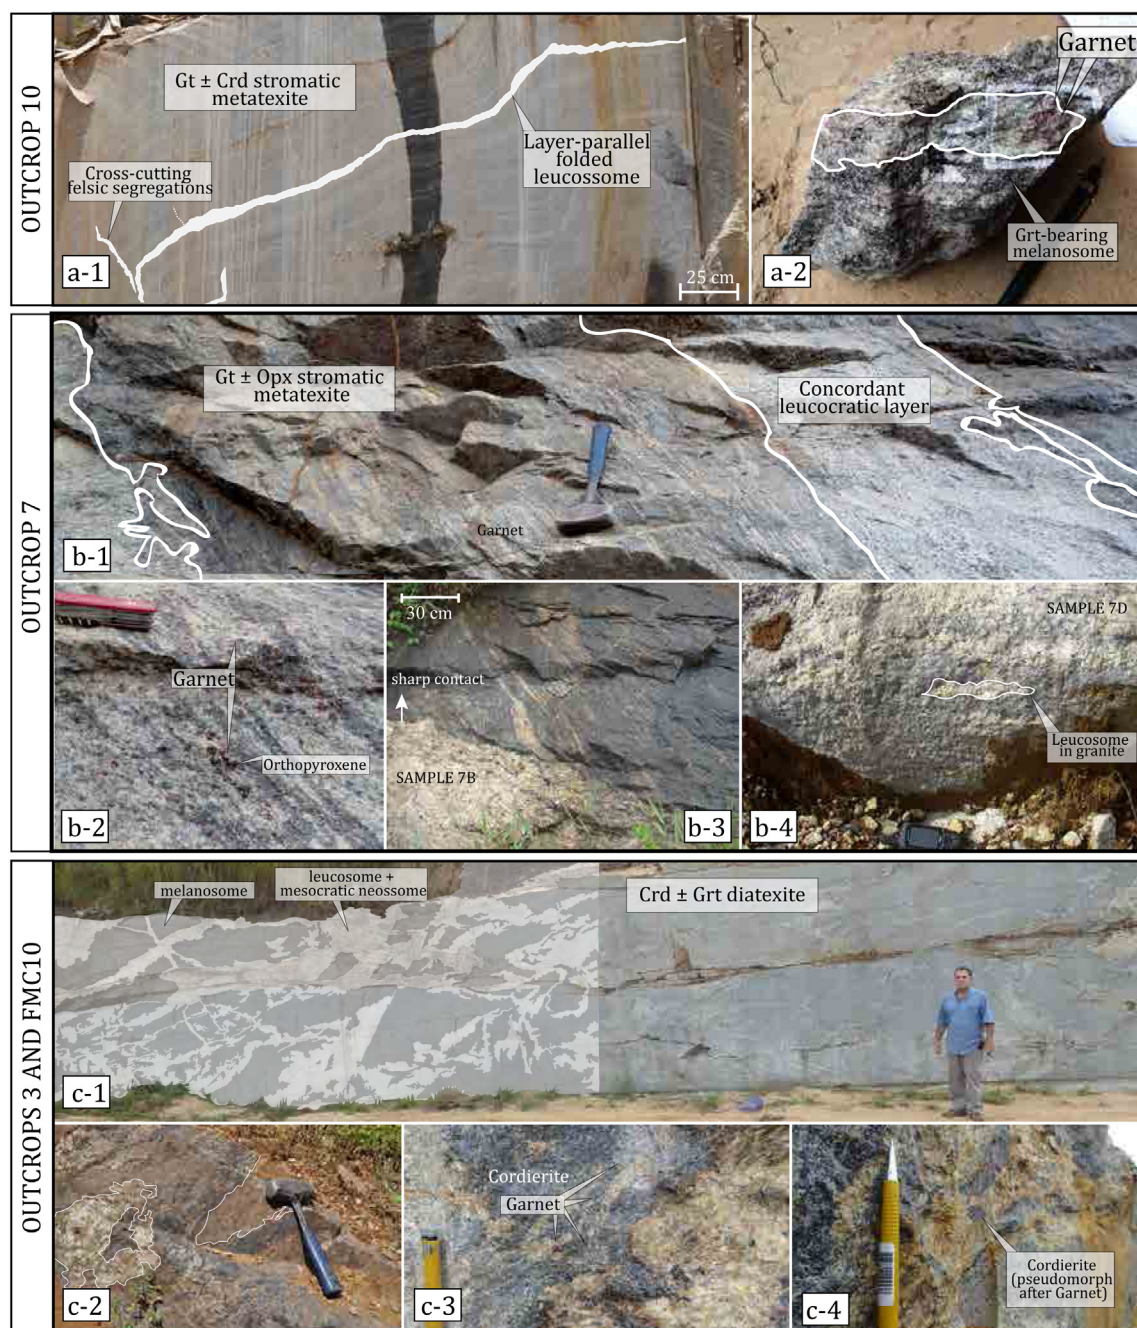 OUTCROP 10
Gt ± Crd stromatic
metatexite
Layer-parallel
folded
leucossome
Cross-cutting
felsic segregations
a-1
25 cm
Garnet
Grt-bearing
melanosome
a-2
OUTCROP 7
Gt ± Opx stromatic
metatexite
Concordant
leucocratic layer
Garnet
b-1
Garnet
Orthopyroxene
b-2
30 cm
sharp contact
SAMPLE 7B
b-3
SAMPLE 7D
Leucosome
in granite
b-4
OUTCROPS 3 AND FMC10
melanosome
leucosome +
mesocratic neossome
Crd ± Grt diatexite
c-1
c-2
Cordierite
Garnet
c-3
Cordierite
(pseudomorph
after Garnet)
c-4